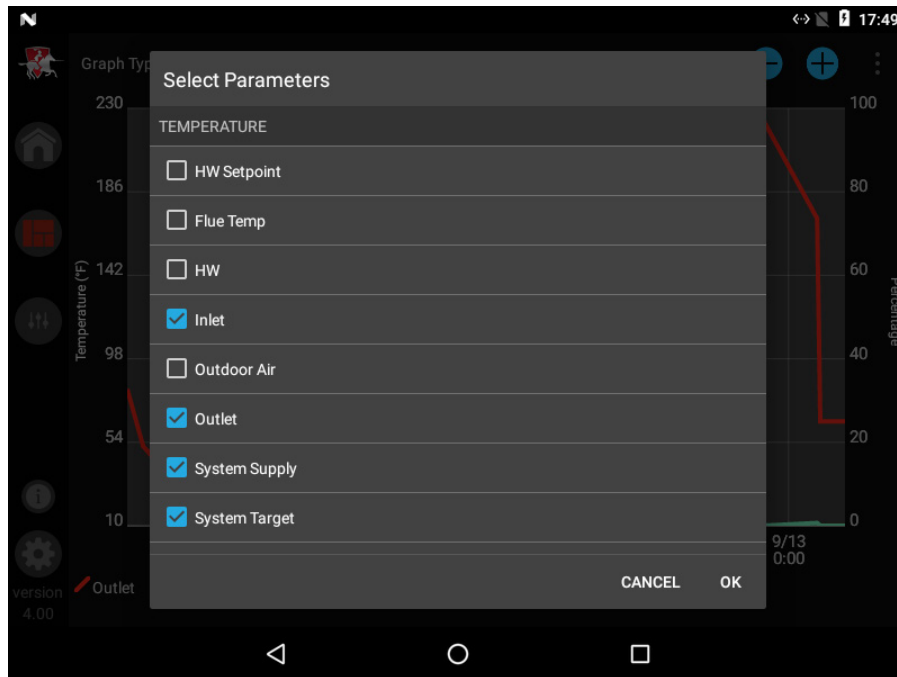 17:49
Graph Typ
Select Parameters
TEMPERATURE
HW Setpoint
Flue Temp
HW
Inlet
Outdoor Air
Outlet
System Supply
System Target
CANCEL OK
230
186
142
98
54
10
Temperature (°F)
100
80
60
40
20
0
Percentage
9/13
0:00
Outlet
version
4.00